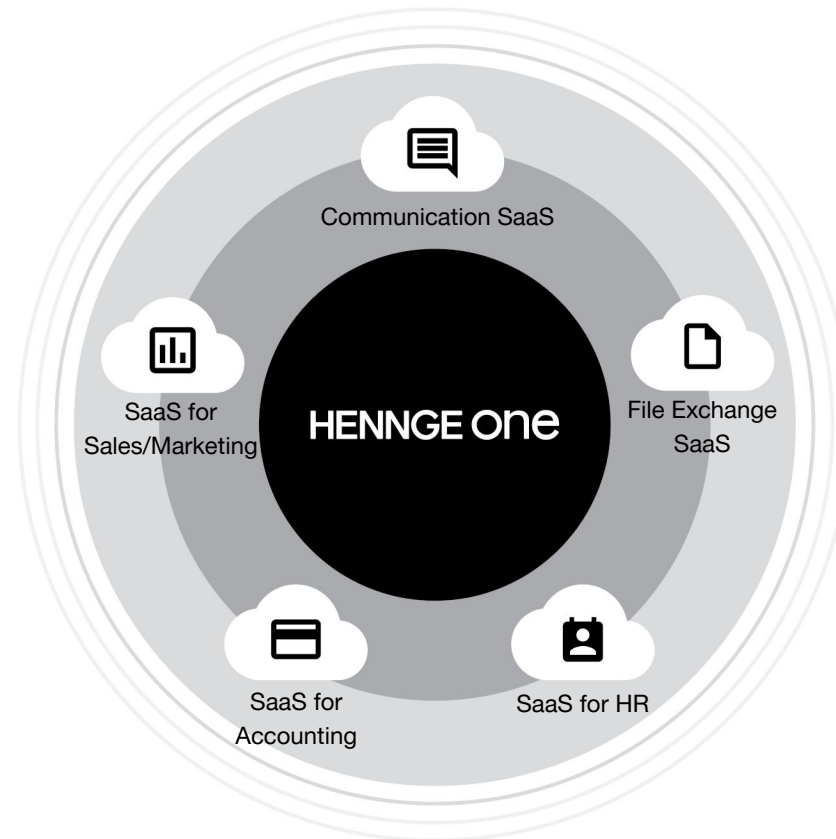 Communication SaaS
SaaS for
Sales/Marketing
HENNGE one
File Exchange
SaaS
SaaS for
Accounting
SaaS for HR